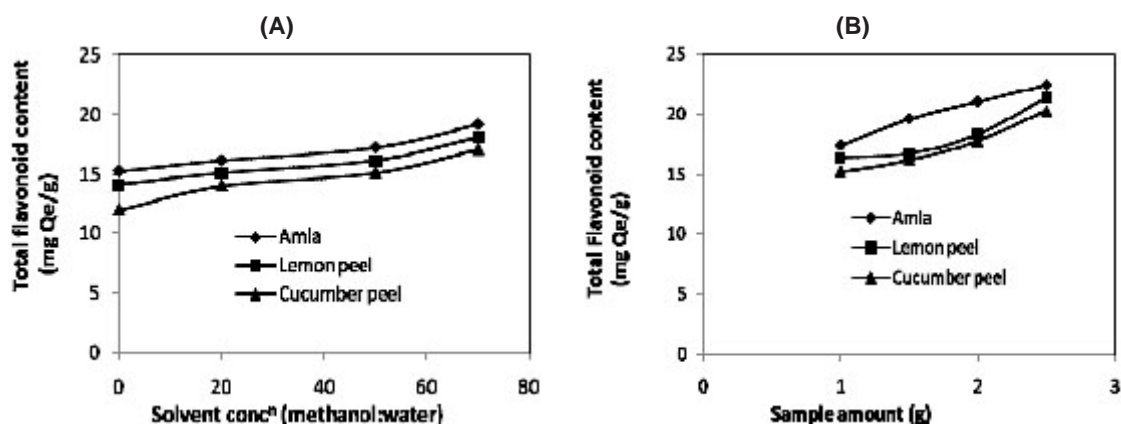 (A)
Total flavonoid content
(mg Qe/g)
25
20
15
10
5
0
Amla
Lemon peel
Cucumber peel
0 20 40 60 80
Solvent concⁿ (methanol:water)
(B)
Total Flavonoid content
(mg Qe/g)
25
20
15
10
5
0
Amla
Lemon peel
Cucumber peel
0 1 2 3
Sample amount (g)